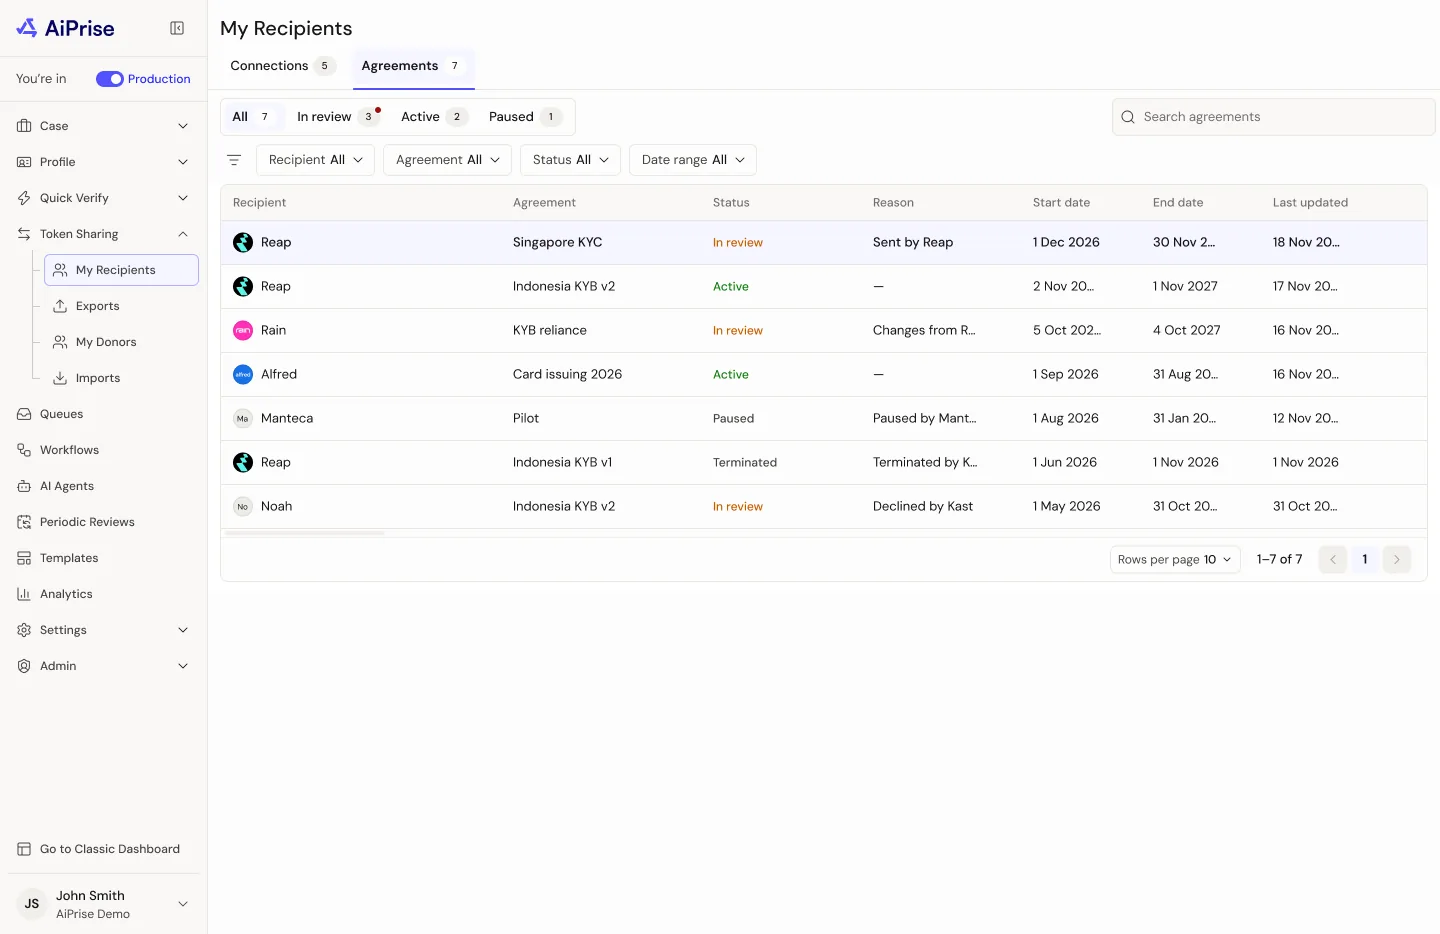 AiPrise
You're in Production
Case
Profile
Quick Verify
Token Sharing
My Recipients
Exports
My Donors
Imports
Queues
Workflows
AI Agents
Periodic Reviews
Templates
Analytics
Settings
Admin
Go to Classic Dashboard
JS John Smith
AiPrise Demo
My Recipients
Connections 5 Agreements 7
All 7 In review 3 Active 2 Paused 1 Search agreements
Recipient All Agreement All Status All Date range All
Recipient Agreement Status Reason Start date End date Last updated
Reap Singapore KYC In review Sent by Reap 1 Dec 2026 30 Nov 2... 18 Nov 20...
Reap Indonesia KYB v2 Active — 2 Nov 20... 1 Nov 2027 17 Nov 20...
rain Rain KYB reliance In review Changes from R... 5 Oct 202... 4 Oct 2027 16 Nov 20...
alfred Alfred Card issuing 2026 Active — 1 Sep 2026 31 Aug 20... 16 Nov 20...
Ma Manteca Pilot Paused Paused by Mant... 1 Aug 2026 31 Jan 20... 12 Nov 20...
Reap Indonesia KYB v1 Terminated Terminated by K... 1 Jun 2026 1 Nov 2026 1 Nov 2026
No Noah Indonesia KYB v2 In review Declined by Kast 1 May 2026 31 Oct 20... 31 Oct 20...
Rows per page 10 1–7 of 7 1